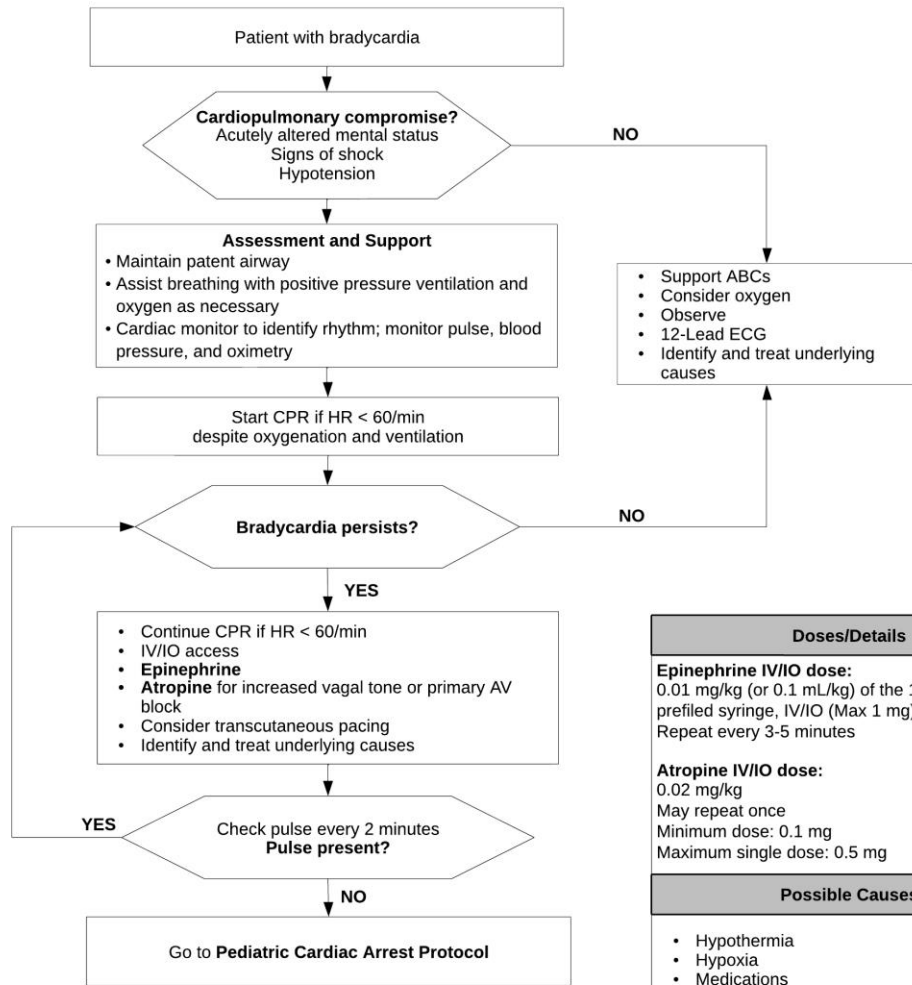 Patient with bradycardia
Cardiopulmonary compromise?
Acutely altered mental status
Signs of shock
Hypotension
NO
Assessment and Support
• Maintain patent airway
• Assist breathing with positive pressure ventilation and
oxygen as necessary
• Cardiac monitor to identify rhythm; monitor pulse, blood
pressure, and oximetry
• Support ABCs
• Consider oxygen
• Observe
• 12-Lead ECG
• Identify and treat underlying
causes
Start CPR if HR < 60/min
despite oxygenation and ventilation
Bradycardia persists?
NO
YES
• Continue CPR if HR < 60/min
• IV/IO access
• Epinephrine
• Atropine for increased vagal tone or primary AV
block
• Consider transcutaneous pacing
• Identify and treat underlying causes
YES
Check pulse every 2 minutes
Pulse present?
NO
Go to Pediatric Cardiac Arrest Protocol
Doses/Details
Epinephrine IV/IO dose:
0.01 mg/kg (or 0.1 mL/kg) of the
prefiled syringe, IV/IO (Max 1 mg)
Repeat every 3-5 minutes
Atropine IV/IO dose:
0.02 mg/kg
May repeat once
Minimum dose: 0.1 mg
Maximum single dose: 0.5 mg
Possible Causes
• Hypothermia
• Hypoxia
• Medications